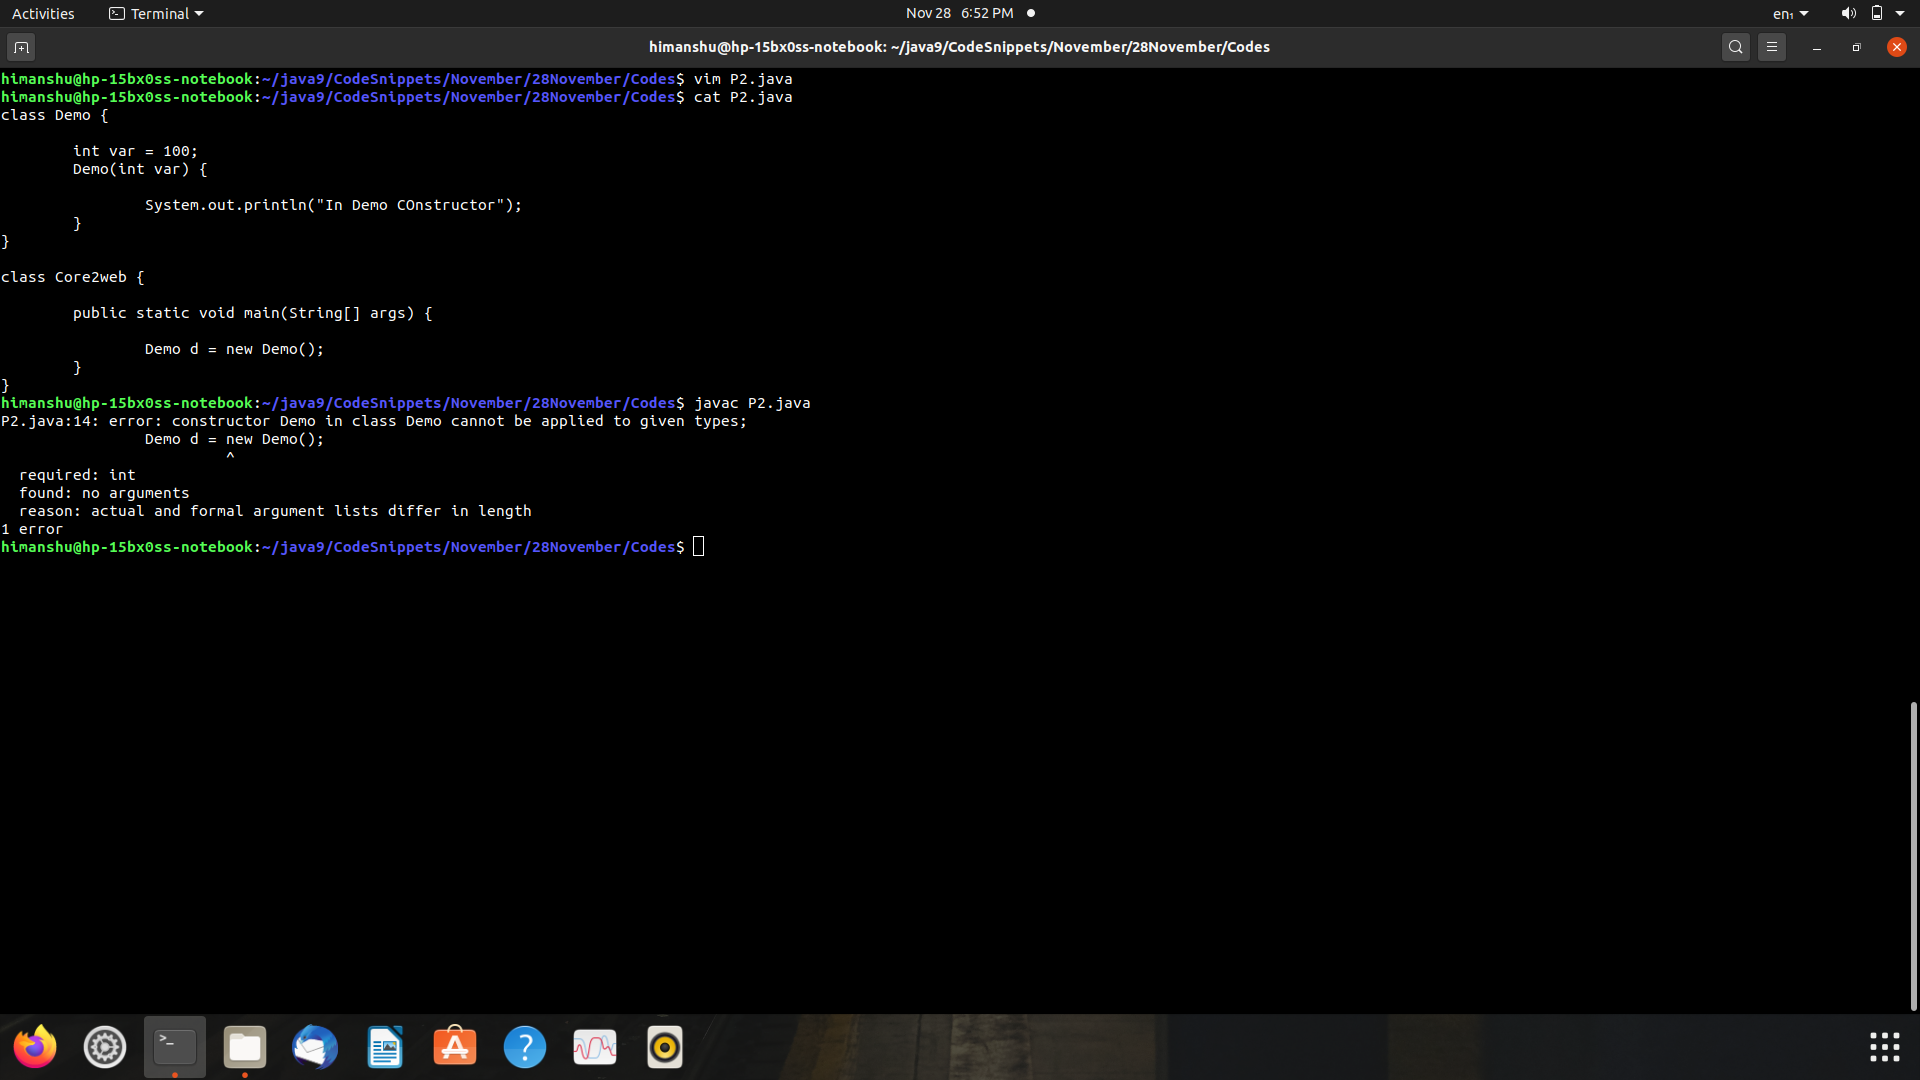 Activities Terminal Nov 28 6:52 PM en₁
himanshu@hp-15bx0ss-notebook: ~/java9/CodeSnippets/November/28November/Codes
himanshu@hp-15bx0ss-notebook:~/java9/CodeSnippets/November/28November/Codes$ vim P2.java
himanshu@hp-15bx0ss-notebook:~/java9/CodeSnippets/November/28November/Codes$ cat P2.java
class Demo {
        int var = 100;
        Demo(int var) {
                System.out.println("In Demo COnstructor");
        }
}
class Core2web {
        public static void main(String[] args) {
                Demo d = new Demo();
        }
}
himanshu@hp-15bx0ss-notebook:~/java9/CodeSnippets/November/28November/Codes$ javac P2.java
P2.java:14: error: constructor Demo in class Demo cannot be applied to given types;
                Demo d = new Demo();
                         ^
  required: int
  found: no arguments
  reason: actual and formal argument lists differ in length
1 error
himanshu@hp-15bx0ss-notebook:~/java9/CodeSnippets/November/28November/Codes$